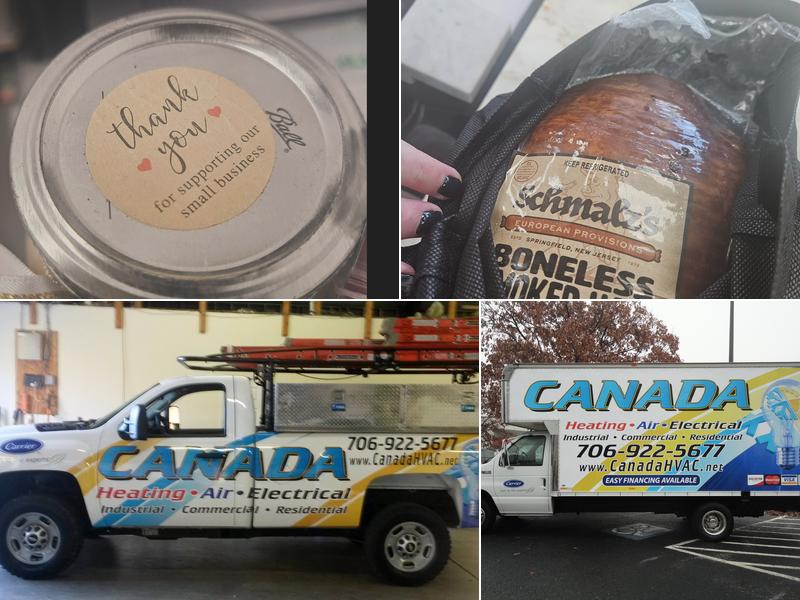 thank
you
for supporting our
small business
Ball
KEEP REFRIGERATED
Schmalz's
EUROPEAN PROVISIONS
ESTD SPRINGFIELD, NEW JERSEY
BONELESS
Carrier
CANADA
Heating • Air • Electrical
Industrial • Commercial • Residential
706-922-5677
www.CanadaHVAC.net
CANADA
Heating • Air • Electrical
Industrial • Commercial • Residential
706-922-5677
www.CanadaHVAC.net
EASY FINANCING AVAILABLE
Carrier
VISA